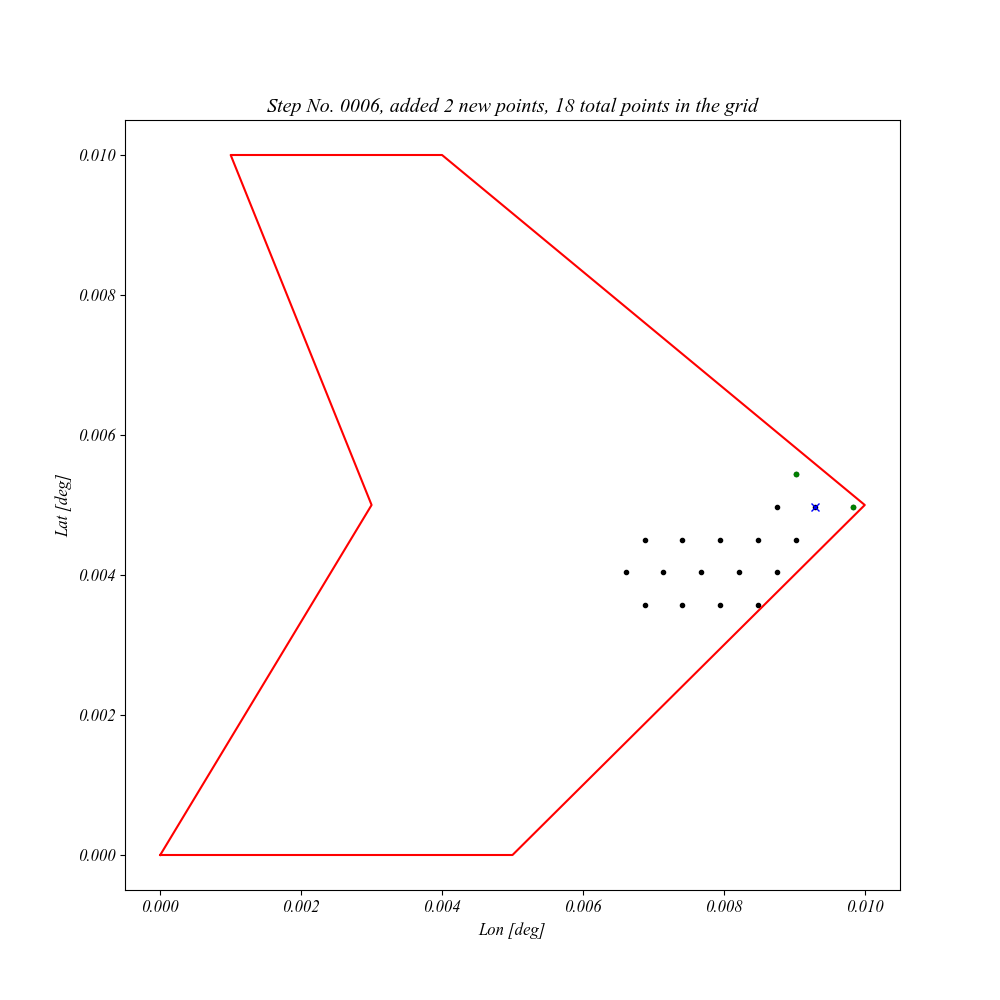 Step No. 0006, added 2 new points, 18 total points in the grid
0.010
0.008
0.006
0.004
0.002
0.000
Lat [deg]
0.000 0.002 0.004 0.006 0.008 0.010
Lon [deg]